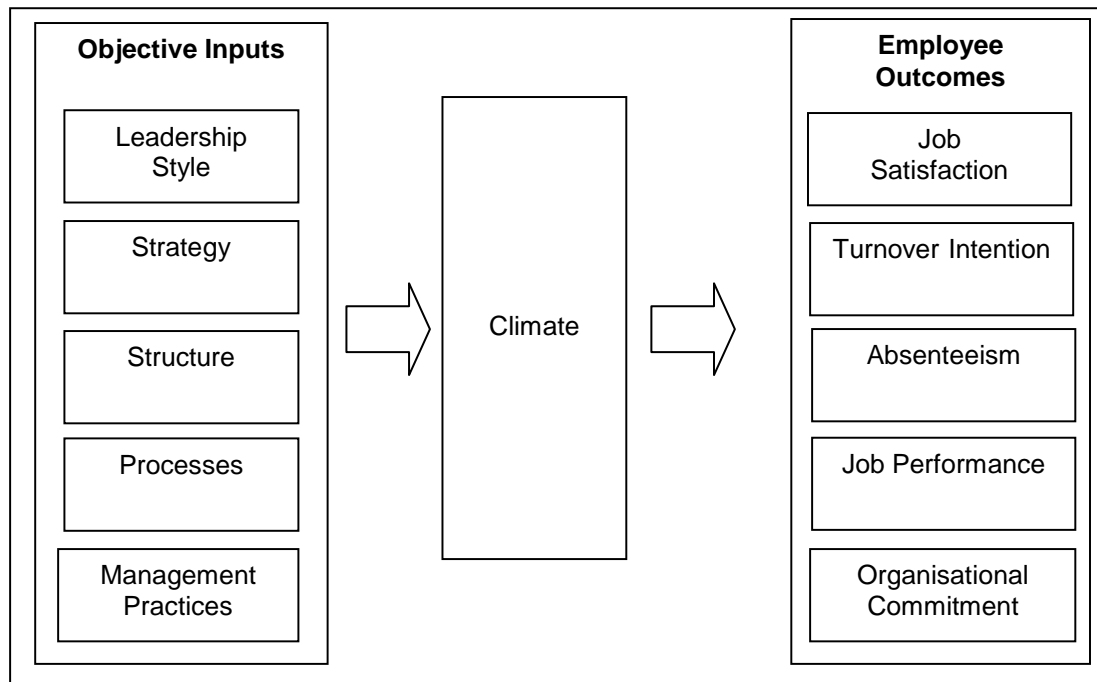 Objective Inputs
Leadership
Style
Strategy
Structure
Processes
Management
Practices
Climate
Employee
Outcomes
Job
Satisfaction
Turnover Intention
Absenteeism
Job Performance
Organisational
Commitment